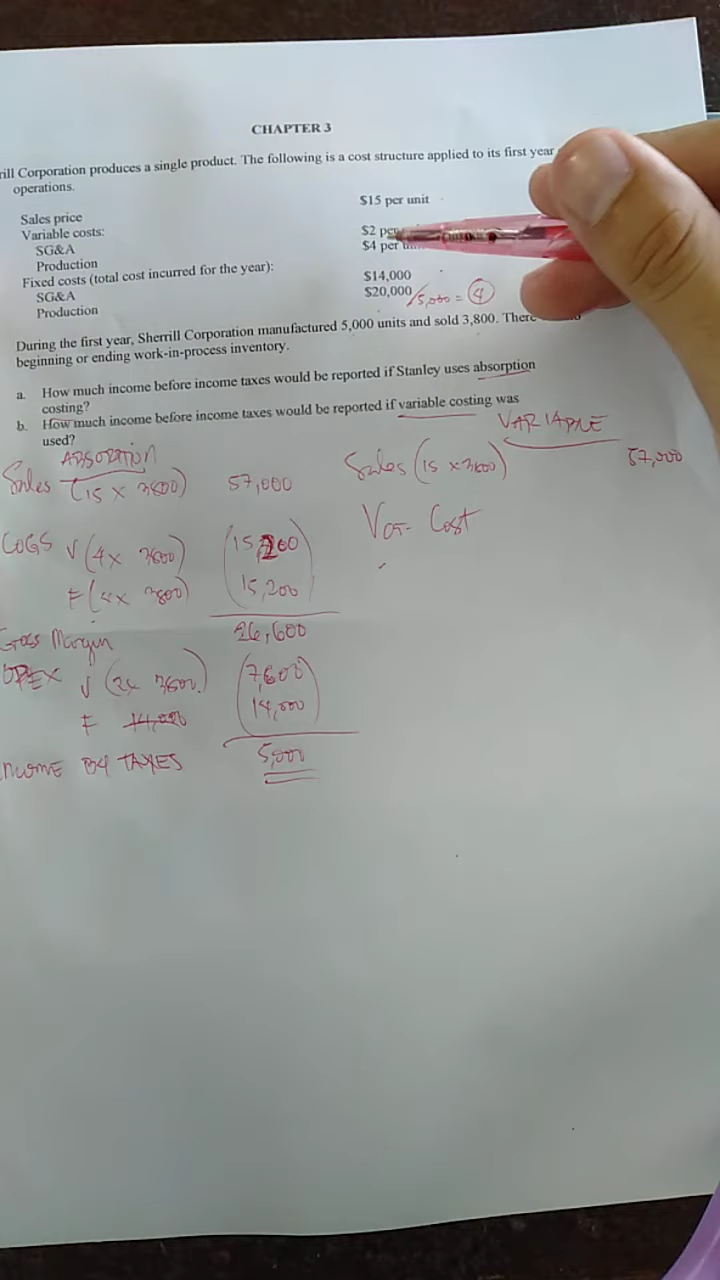 CHAPTER 3
rill Corporation produces a single product. The following is a cost structure applied to its first year
operations.
Sales price $15 per unit
Variable costs:
SG&A $2 per
Production $4 per
Fixed costs (total cost incurred for the year):
SG&A $14,000
Production $20,000 /5,000 = 4
During the first year, Sherrill Corporation manufactured 5,000 units and sold 3,800. There
beginning or ending work-in-process inventory.
a. How much income before income taxes would be reported if Stanley uses absorption
costing?
b. How much income before income taxes would be reported if variable costing was
used?
ABSORPTION
Sales (15 x 3800) 57,000
COGS V (4x 3800) (15,200
F (4x 3800) 15,200)
Gross Margin 26,600
OPEX V (2x 3800) (7,600
F 14,000 14,000)
Income B4 TAXES 5,000
VARIABLE
Sales (15 x 3800) 57,000
Var. Cost